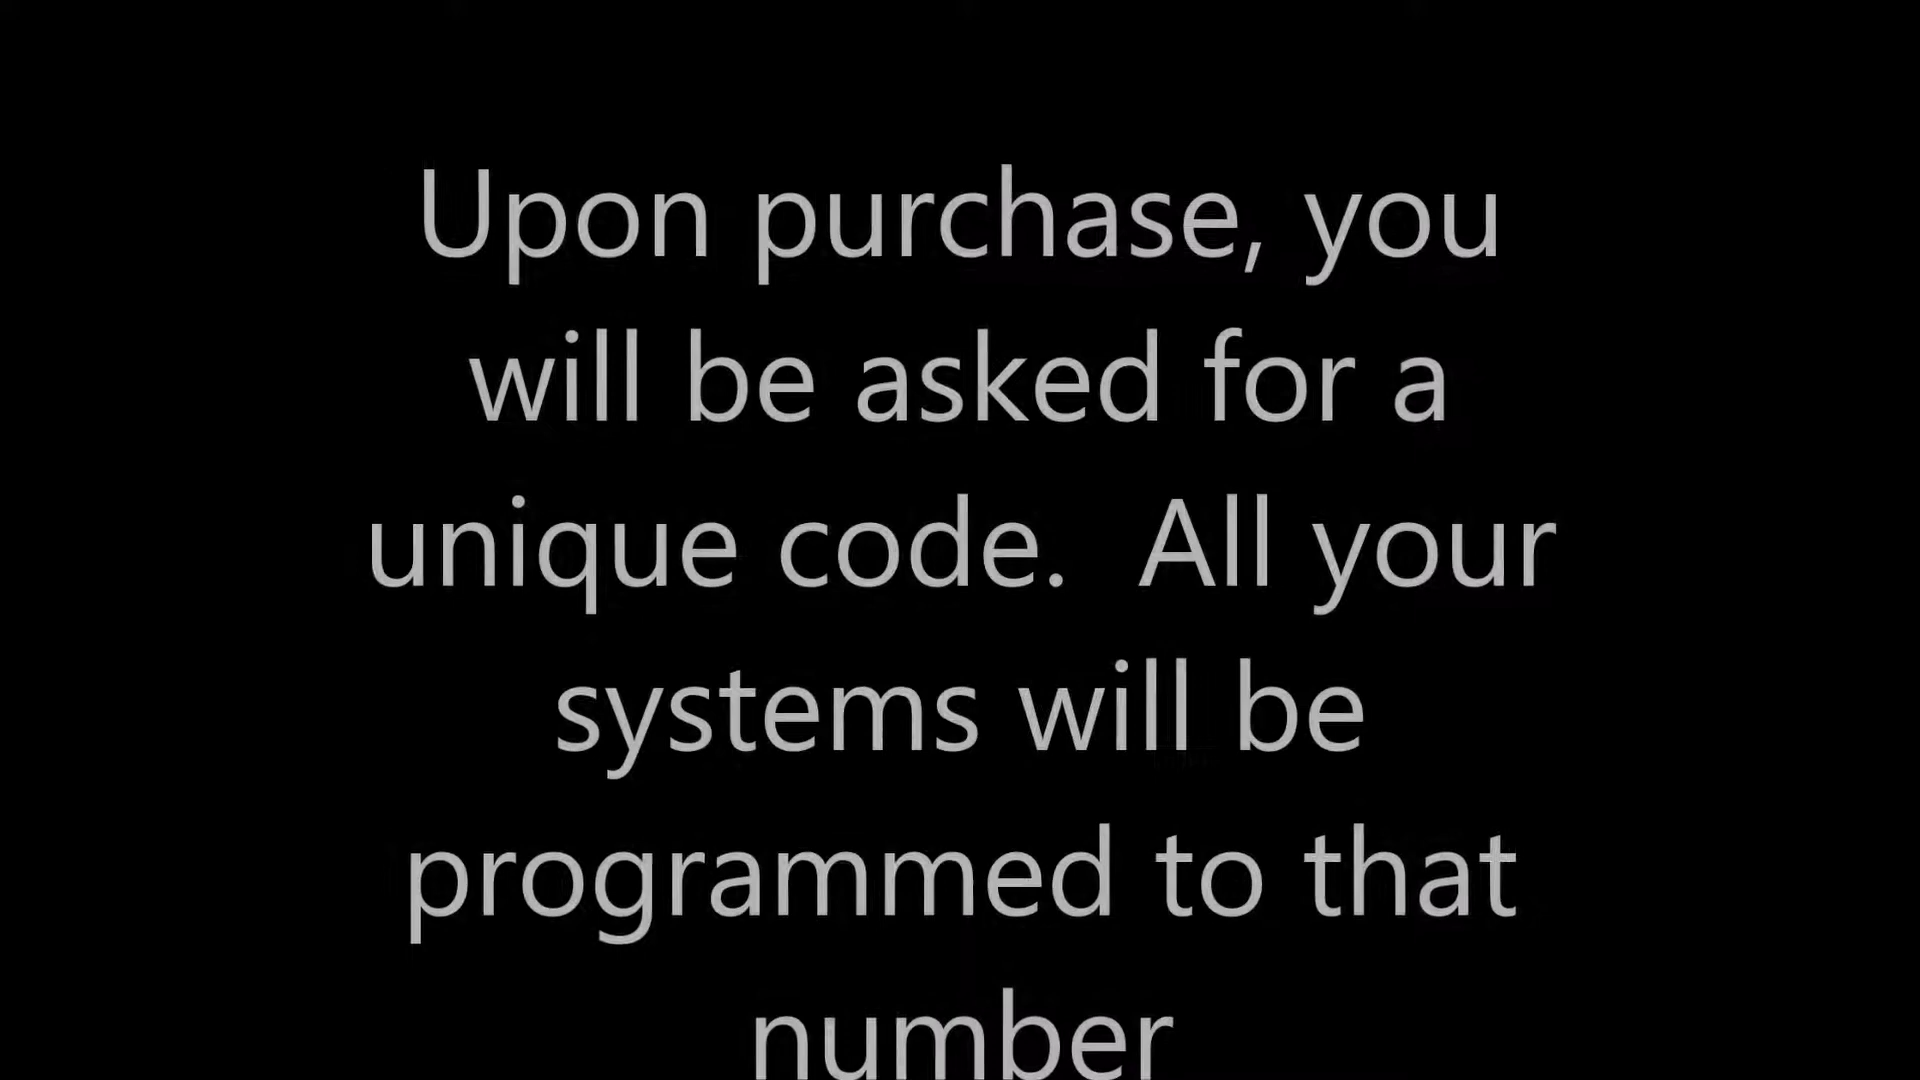 Upon purchase, you
will be asked for a
unique code.  All your
systems will be
programmed to that
number